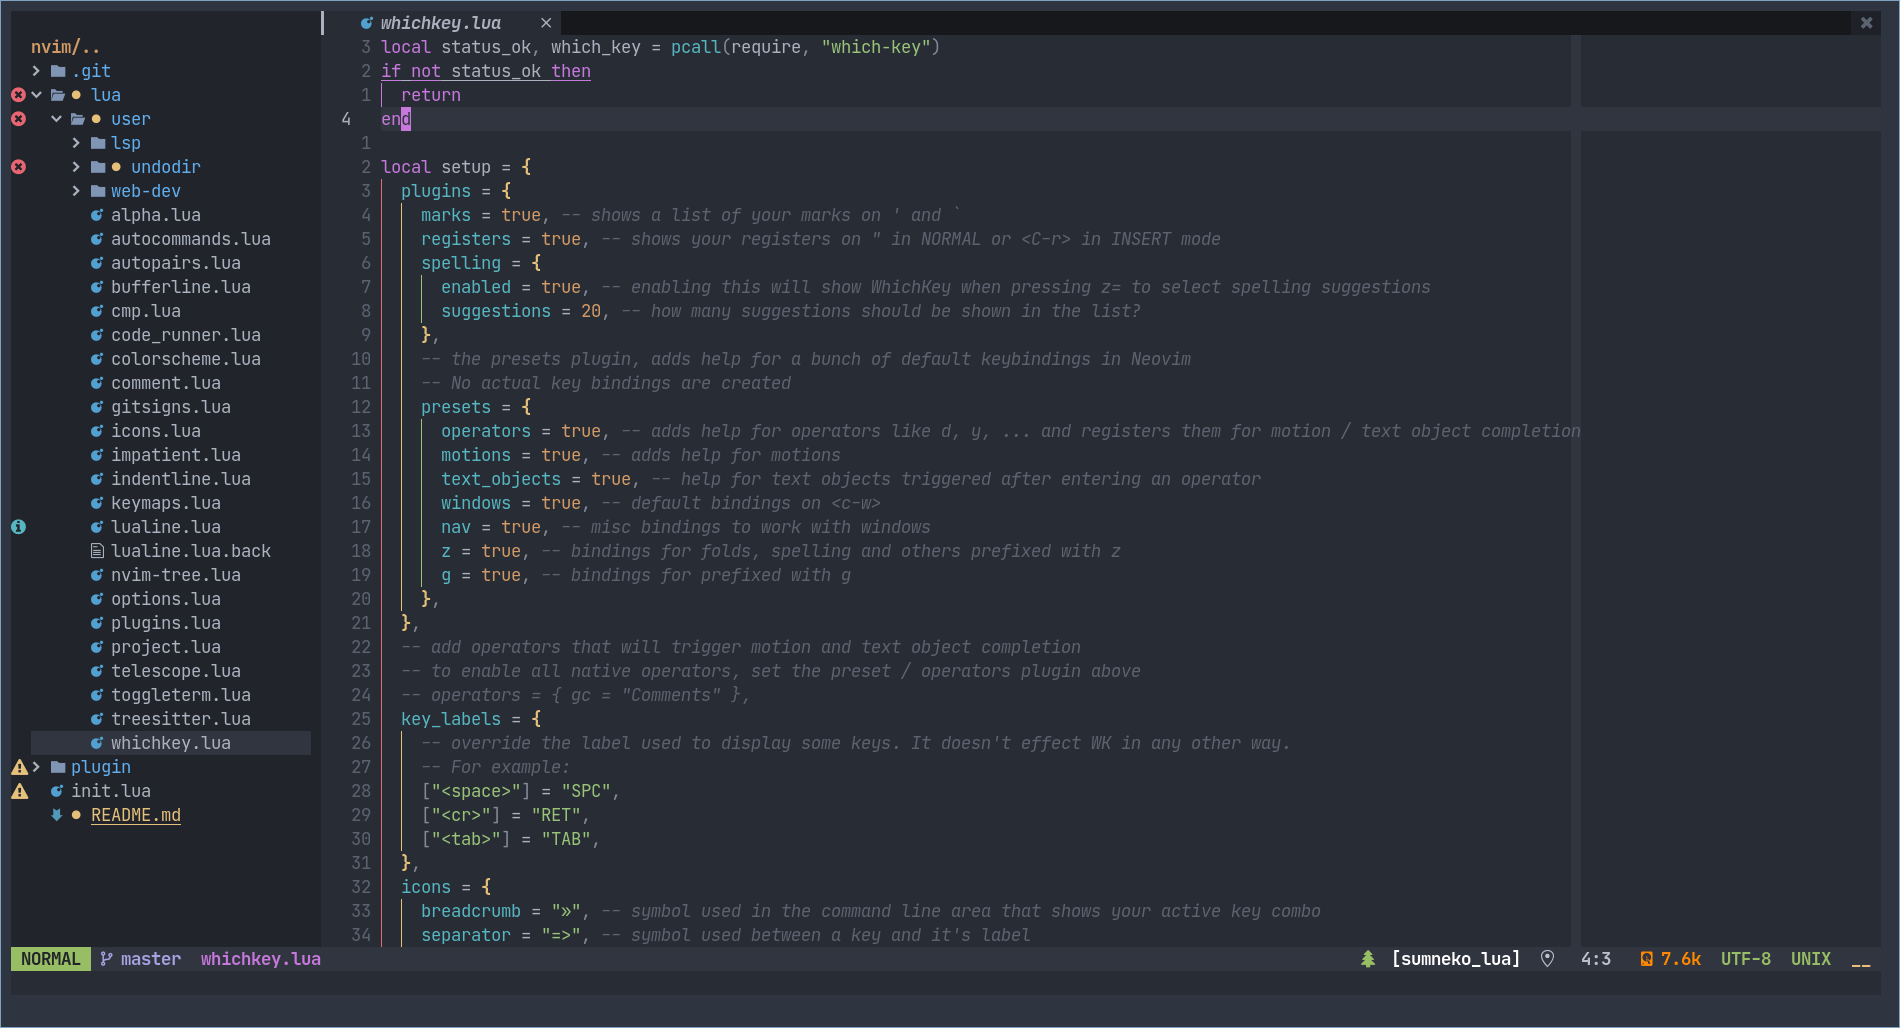 nvim/..
.git
lua
user
lsp
undodir
web-dev
alpha.lua
autocommands.lua
autopairs.lua
bufferline.lua
cmp.lua
code_runner.lua
colorscheme.lua
comment.lua
gitsigns.lua
icons.lua
impatient.lua
indentline.lua
keymaps.lua
lualine.lua
lualine.lua.back
nvim-tree.lua
options.lua
plugins.lua
project.lua
telescope.lua
toggleterm.lua
treesitter.lua
whichkey.lua
plugin
init.lua
README.md
whichkey.lua
3 local status_ok, which_key = pcall(require, "which-key")
2 if not status_ok then
1 return
4 end
1
2 local setup = {
3 plugins = {
4 marks = true, -- shows a list of your marks on ' and `
5 registers = true, -- shows your registers on " in NORMAL or <C-r> in INSERT mode
6 spelling = {
7 enabled = true, -- enabling this will show WhichKey when pressing z= to select spelling suggestions
8 suggestions = 20, -- how many suggestions should be shown in the list?
9 },
10 -- the presets plugin, adds help for a bunch of default keybindings in Neovim
11 -- No actual key bindings are created
12 presets = {
13 operators = true, -- adds help for operators like d, y, ... and registers them for motion / text object completion
14 motions = true, -- adds help for motions
15 text_objects = true, -- help for text objects triggered after entering an operator
16 windows = true, -- default bindings on <c-w>
17 nav = true, -- misc bindings to work with windows
18 z = true, -- bindings for folds, spelling and others prefixed with z
19 g = true, -- bindings for prefixed with g
20 },
21 },
22 -- add operators that will trigger motion and text object completion
23 -- to enable all native operators, set the preset / operators plugin above
24 -- operators = { gc = "Comments" },
25 key_labels = {
26 -- override the label used to display some keys. It doesn't effect WK in any other way.
27 -- For example:
28 ["<space>"] = "SPC",
29 ["<cr>"] = "RET",
30 ["<tab>"] = "TAB",
31 },
32 icons = {
33 breadcrumb = "»", -- symbol used in the command line area that shows your active key combo
34 separator = "=>", -- symbol used between a key and it's label
NORMAL master whichkey.lua [sumneko_lua] 4:3 7.6k UTF-8 UNIX __